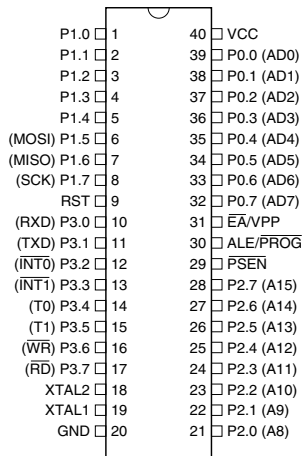 P1.0 1 40 VCC
P1.1 2 39 P0.0 (AD0)
P1.2 3 38 P0.1 (AD1)
P1.3 4 37 P0.2 (AD2)
P1.4 5 36 P0.3 (AD3)
(MOSI) P1.5 6 35 P0.4 (AD4)
(MISO) P1.6 7 34 P0.5 (AD5)
(SCK) P1.7 8 33 P0.6 (AD6)
RST 9 32 P0.7 (AD7)
(RXD) P3.0 10 31 E̅A̅/VPP
(TXD) P3.1 11 30 ALE/P̅R̅O̅G̅
(I̅N̅T̅0̅) P3.2 12 29 P̅S̅E̅N̅
(I̅N̅T̅1̅) P3.3 13 28 P2.7 (A15)
(T0) P3.4 14 27 P2.6 (A14)
(T1) P3.5 15 26 P2.5 (A13)
(W̅R̅) P3.6 16 25 P2.4 (A12)
(R̅D̅) P3.7 17 24 P2.3 (A11)
XTAL2 18 23 P2.2 (A10)
XTAL1 19 22 P2.1 (A9)
GND 20 21 P2.0 (A8)